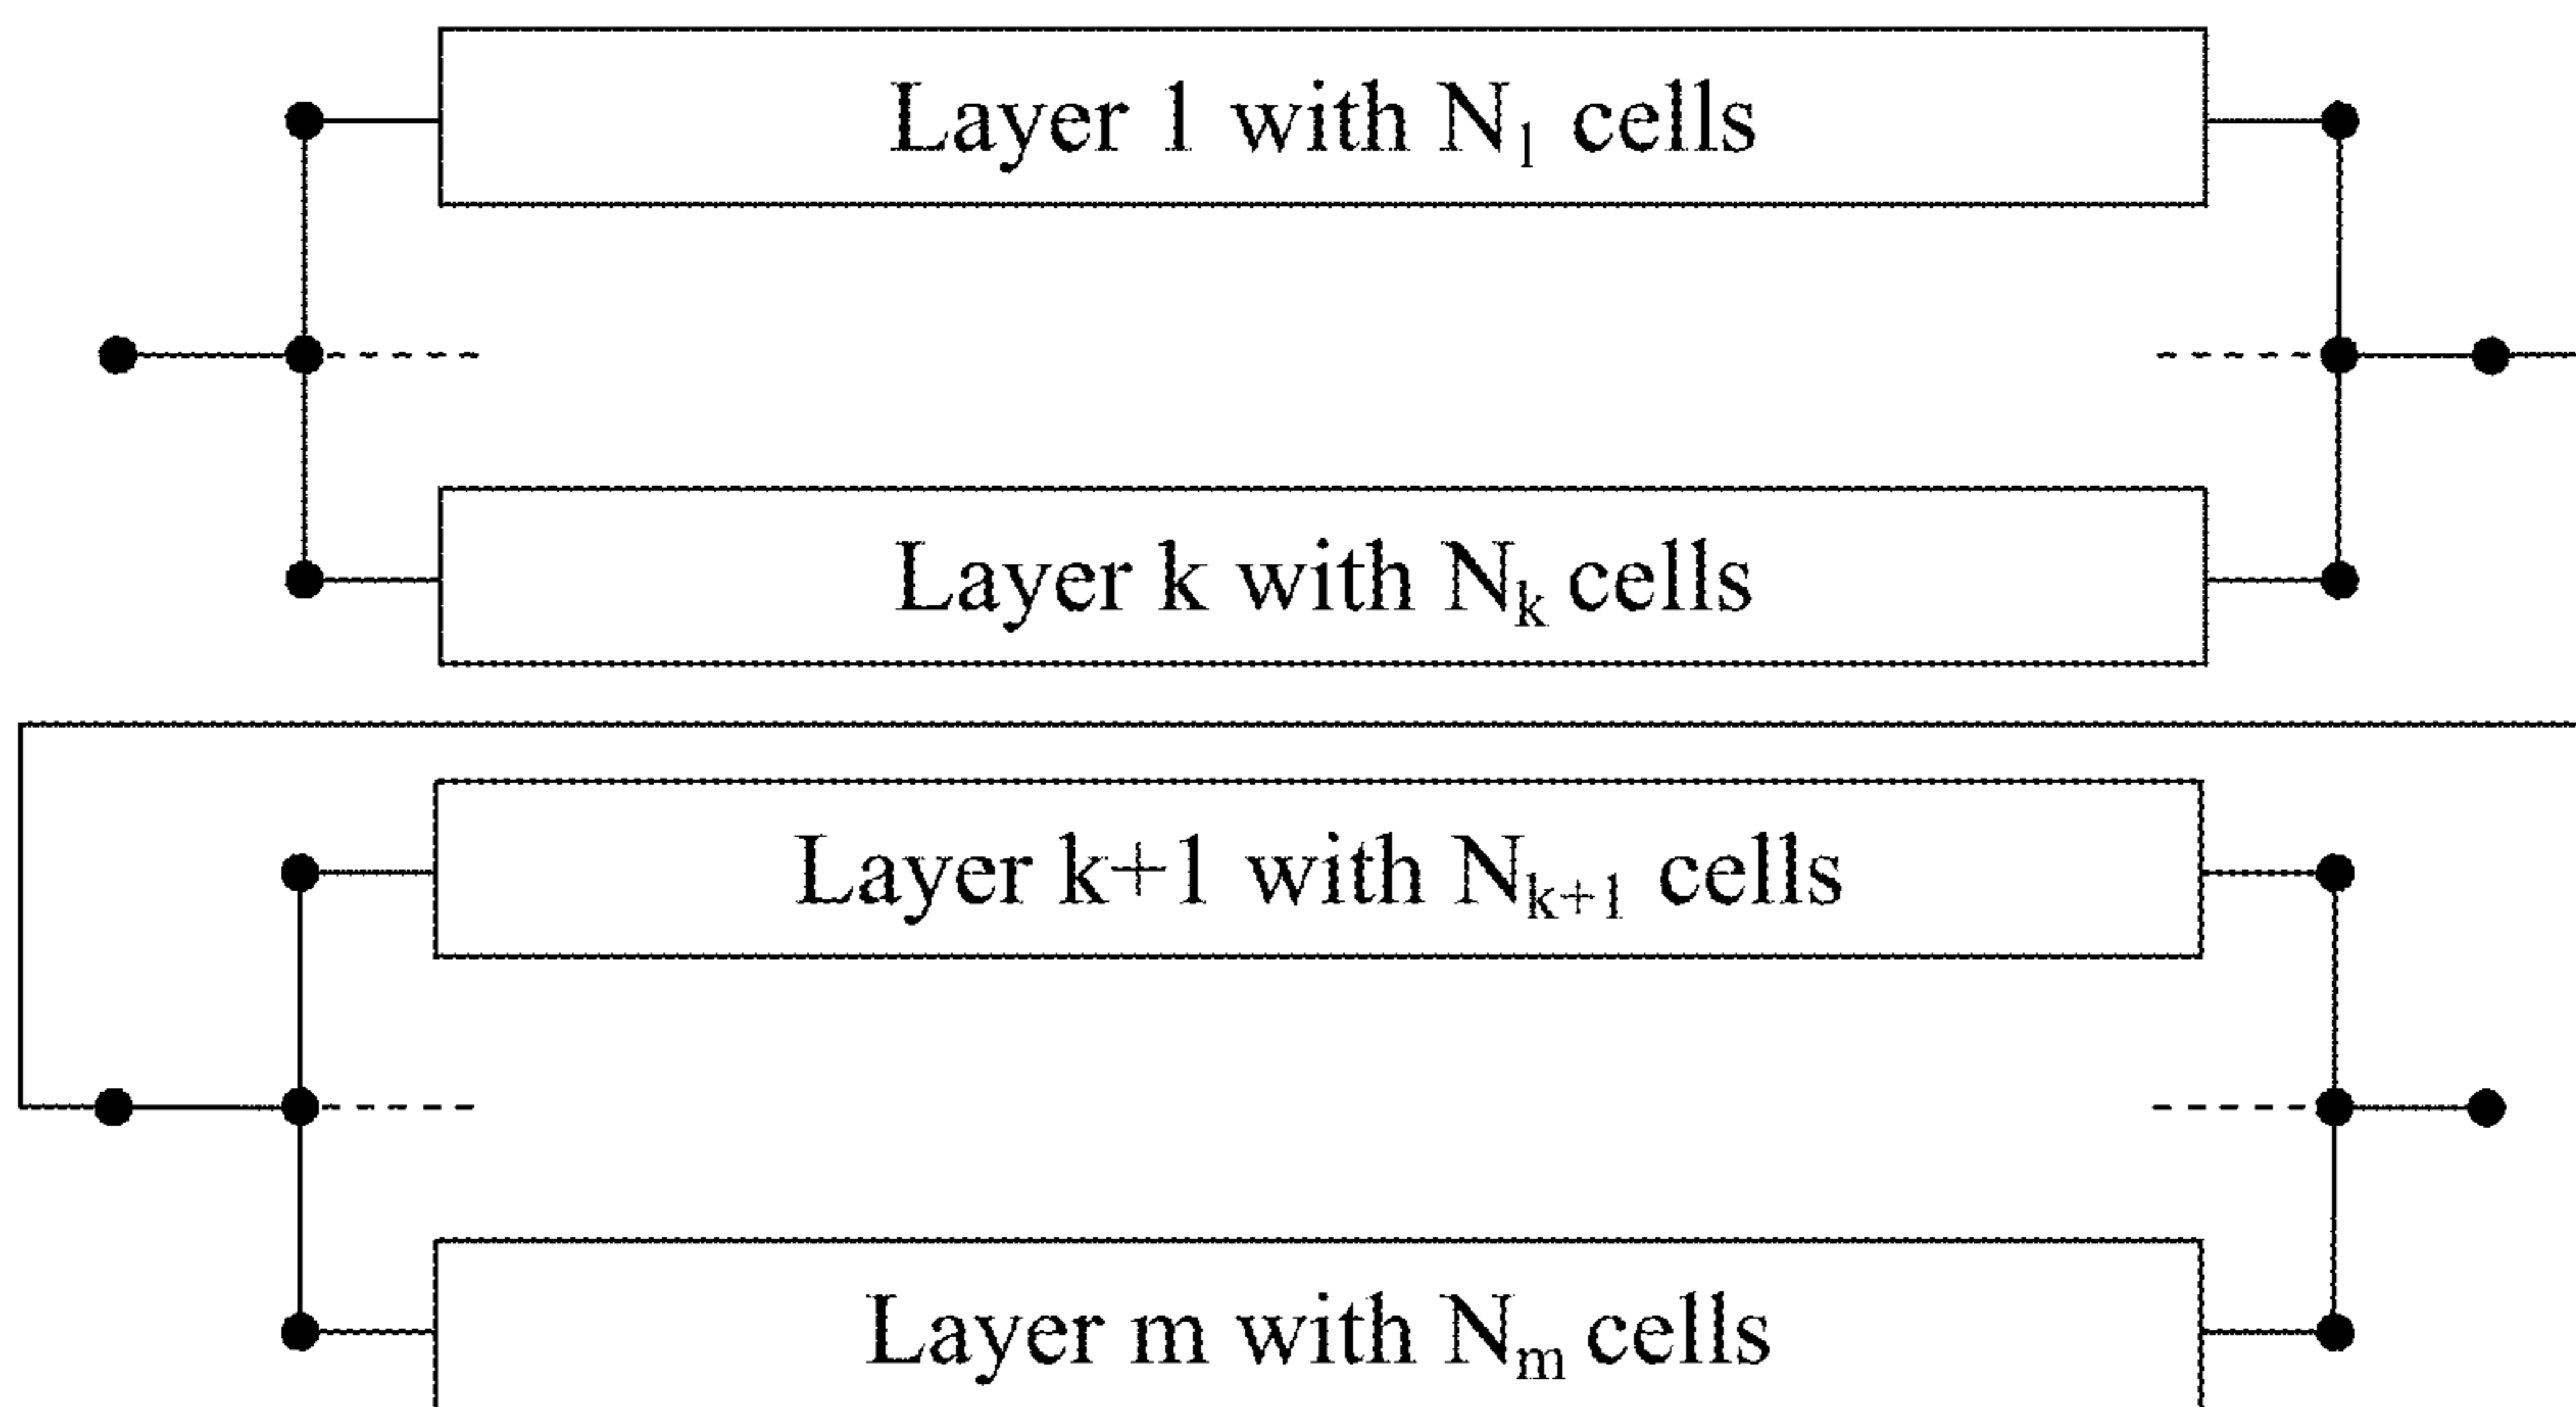 Layer 1 with N₁ cells
Layer k with Nₖ cells
Layer k+1 with Nₖ₊₁ cells
Layer m with Nₘ cells